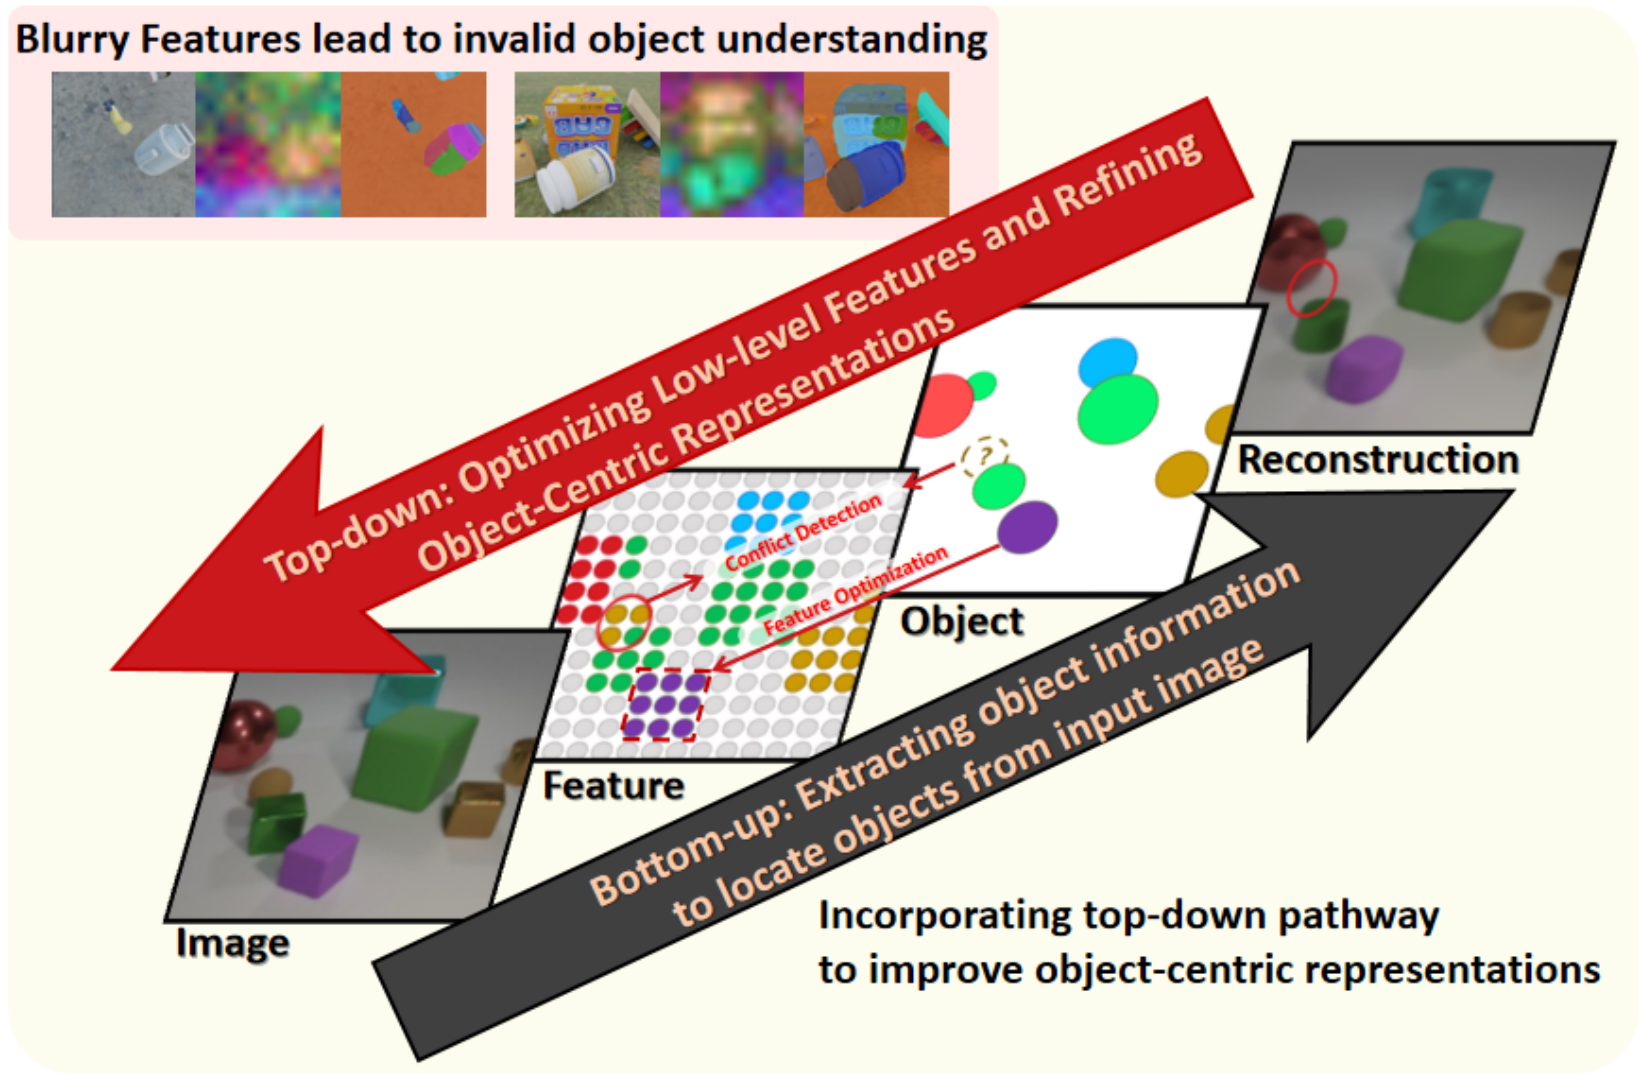 Blurry Features lead to invalid object understanding
Top-down: Optimizing Low-level Features and Refining
Object-Centric Representations
Reconstruction
?
Conflict Detection
Feature Optimization
Object
Feature
Image
Bottom-up: Extracting object information
to locate objects from input image
Incorporating top-down pathway
to improve object-centric representations